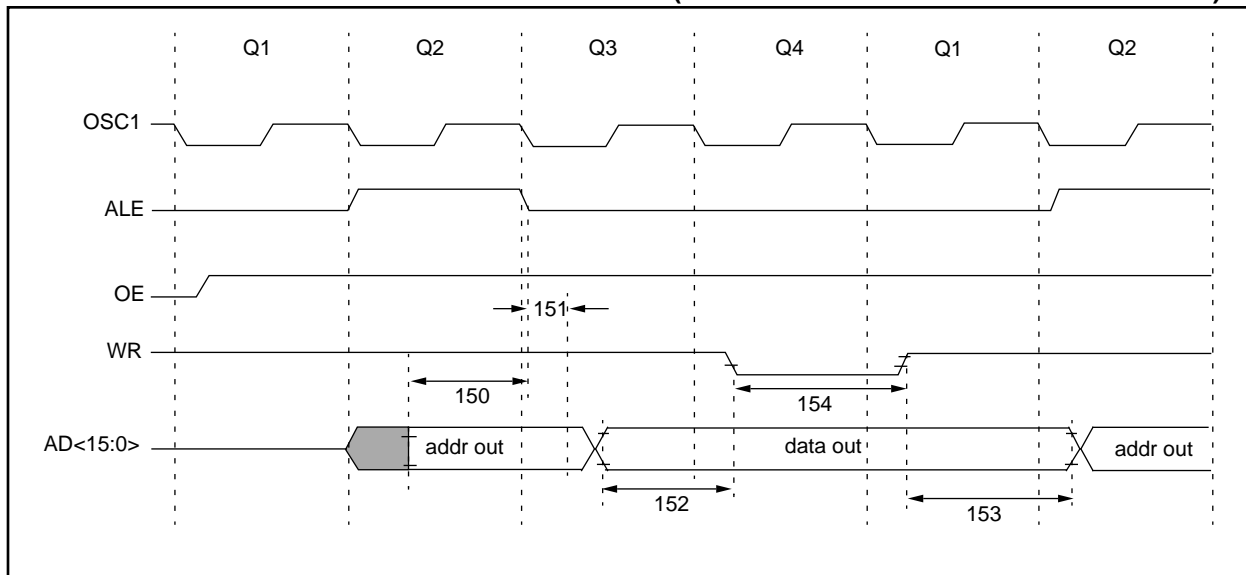 Q1 Q2 Q3 Q4 Q1 Q2
OSC1
ALE
OE
151
WR
150
154
AD<15:0>
addr out
data out
addr out
152
153